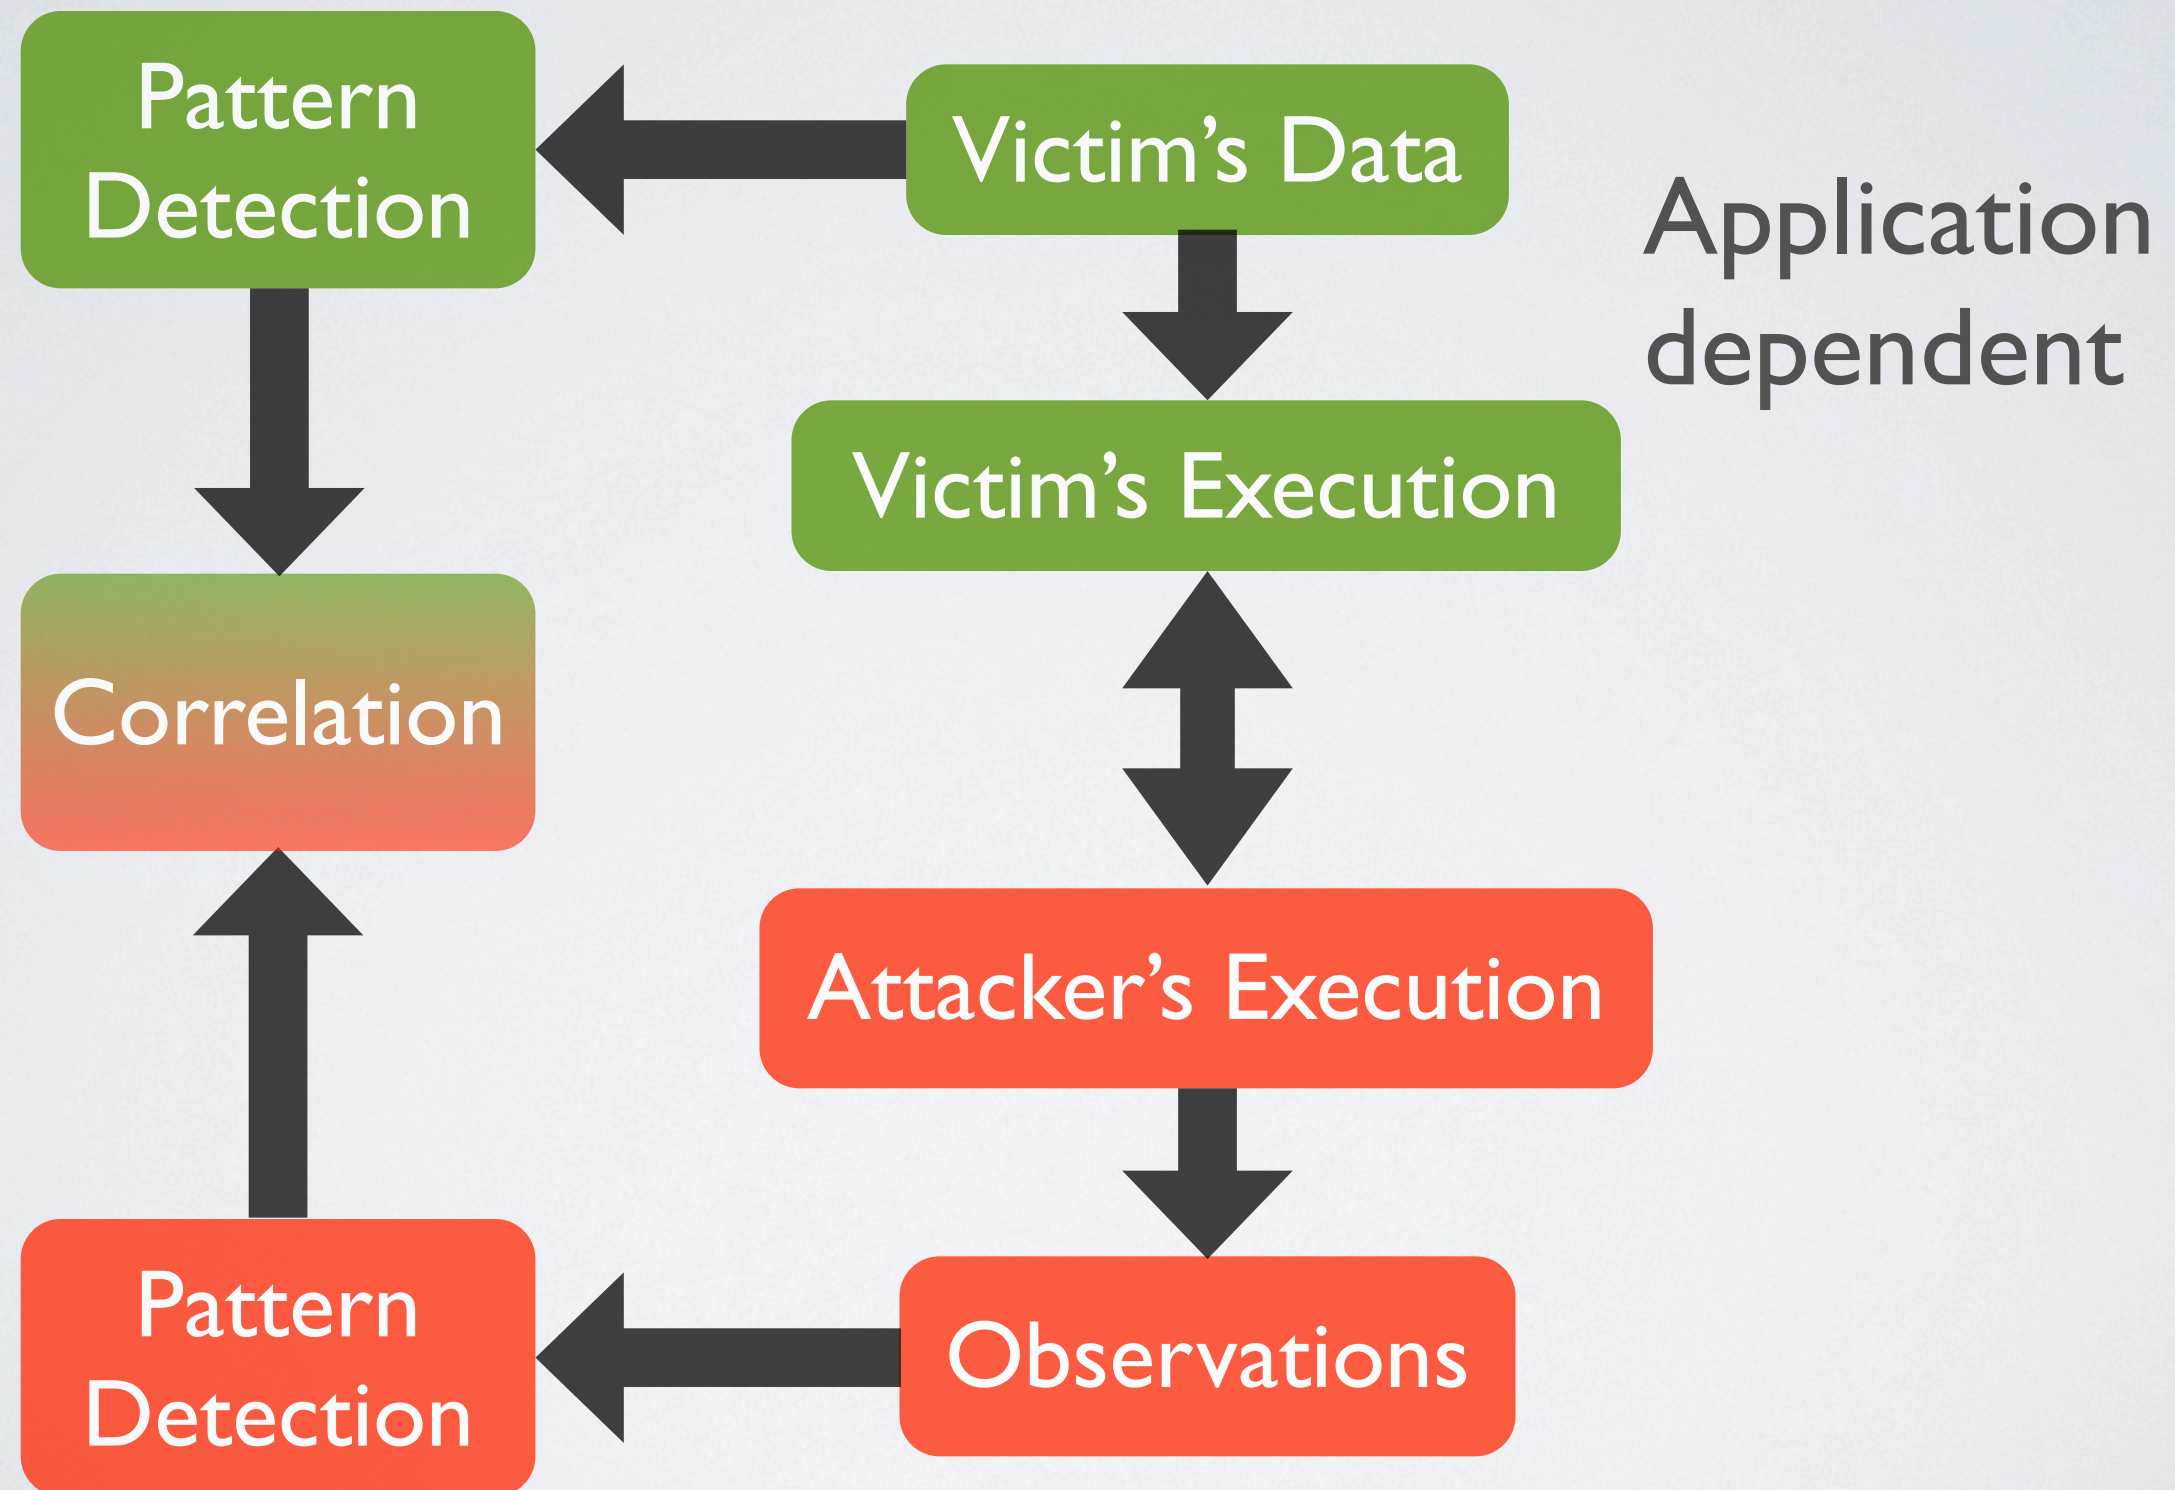 Pattern
Detection
Victim’s Data
Application
dependent
Victim’s Execution
Correlation
Attacker’s Execution
Pattern
Detection
Observations